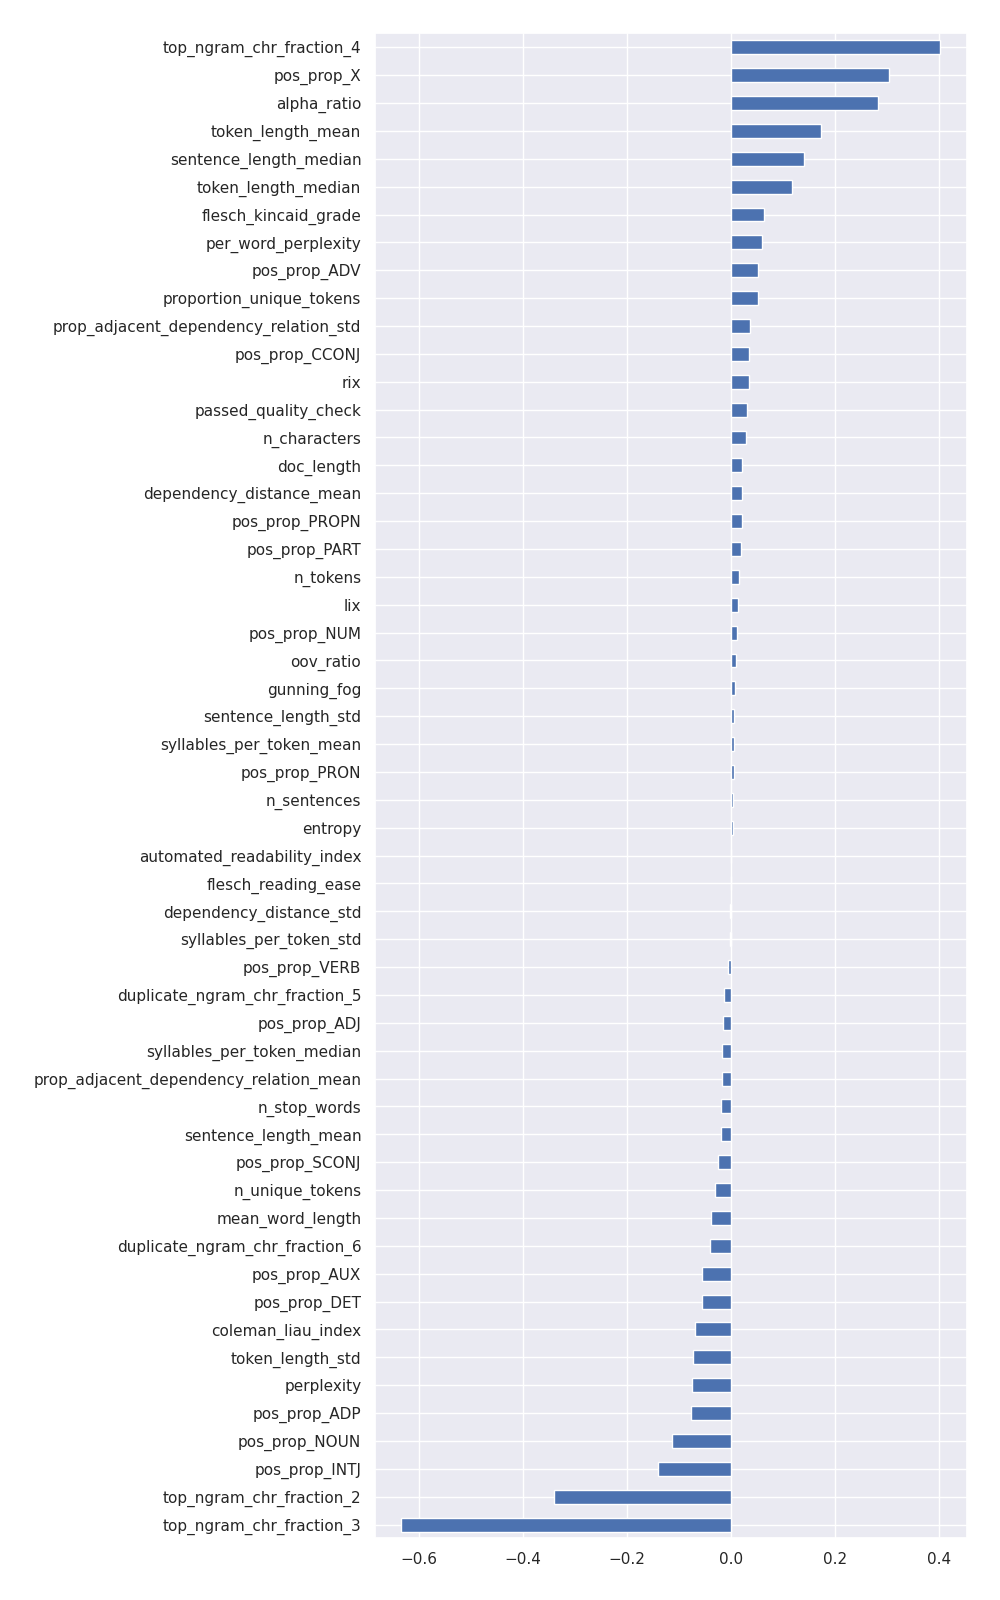 top_ngram_chr_fraction_4
pos_prop_X
alpha_ratio
token_length_mean
sentence_length_median
token_length_median
flesch_kincaid_grade
per_word_perplexity
pos_prop_ADV
proportion_unique_tokens
prop_adjacent_dependency_relation_std
pos_prop_CCONJ
rix
passed_quality_check
n_characters
doc_length
dependency_distance_mean
pos_prop_PROPN
pos_prop_PART
n_tokens
lix
pos_prop_NUM
oov_ratio
gunning_fog
sentence_length_std
syllables_per_token_mean
pos_prop_PRON
n_sentences
entropy
automated_readability_index
flesch_reading_ease
dependency_distance_std
syllables_per_token_std
pos_prop_VERB
duplicate_ngram_chr_fraction_5
pos_prop_ADJ
syllables_per_token_median
prop_adjacent_dependency_relation_mean
n_stop_words
sentence_length_mean
pos_prop_SCONJ
n_unique_tokens
mean_word_length
duplicate_ngram_chr_fraction_6
pos_prop_AUX
pos_prop_DET
coleman_liau_index
token_length_std
perplexity
pos_prop_ADP
pos_prop_NOUN
pos_prop_INTJ
top_ngram_chr_fraction_2
top_ngram_chr_fraction_3
−0.6 −0.4 −0.2 0.0 0.2 0.4